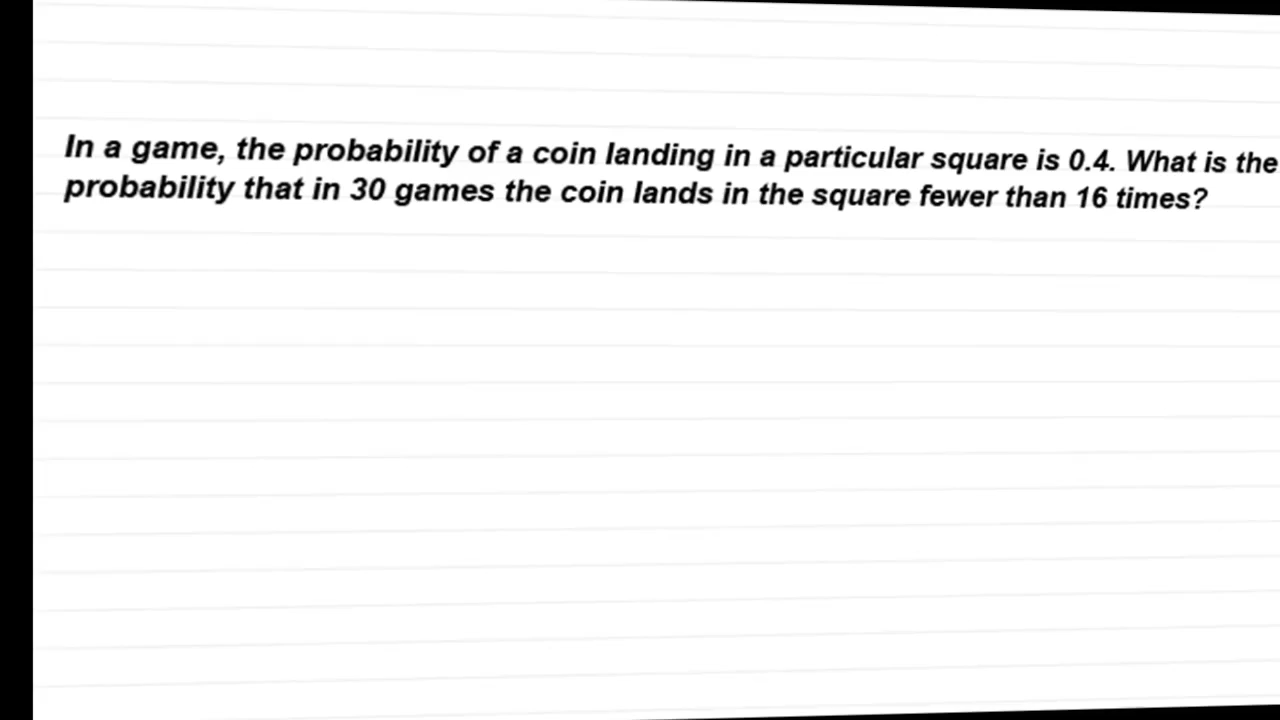 In a game, the probability of a coin landing in a particular square is 0.4. What is the
probability that in 30 games the coin lands in the square fewer than 16 times?